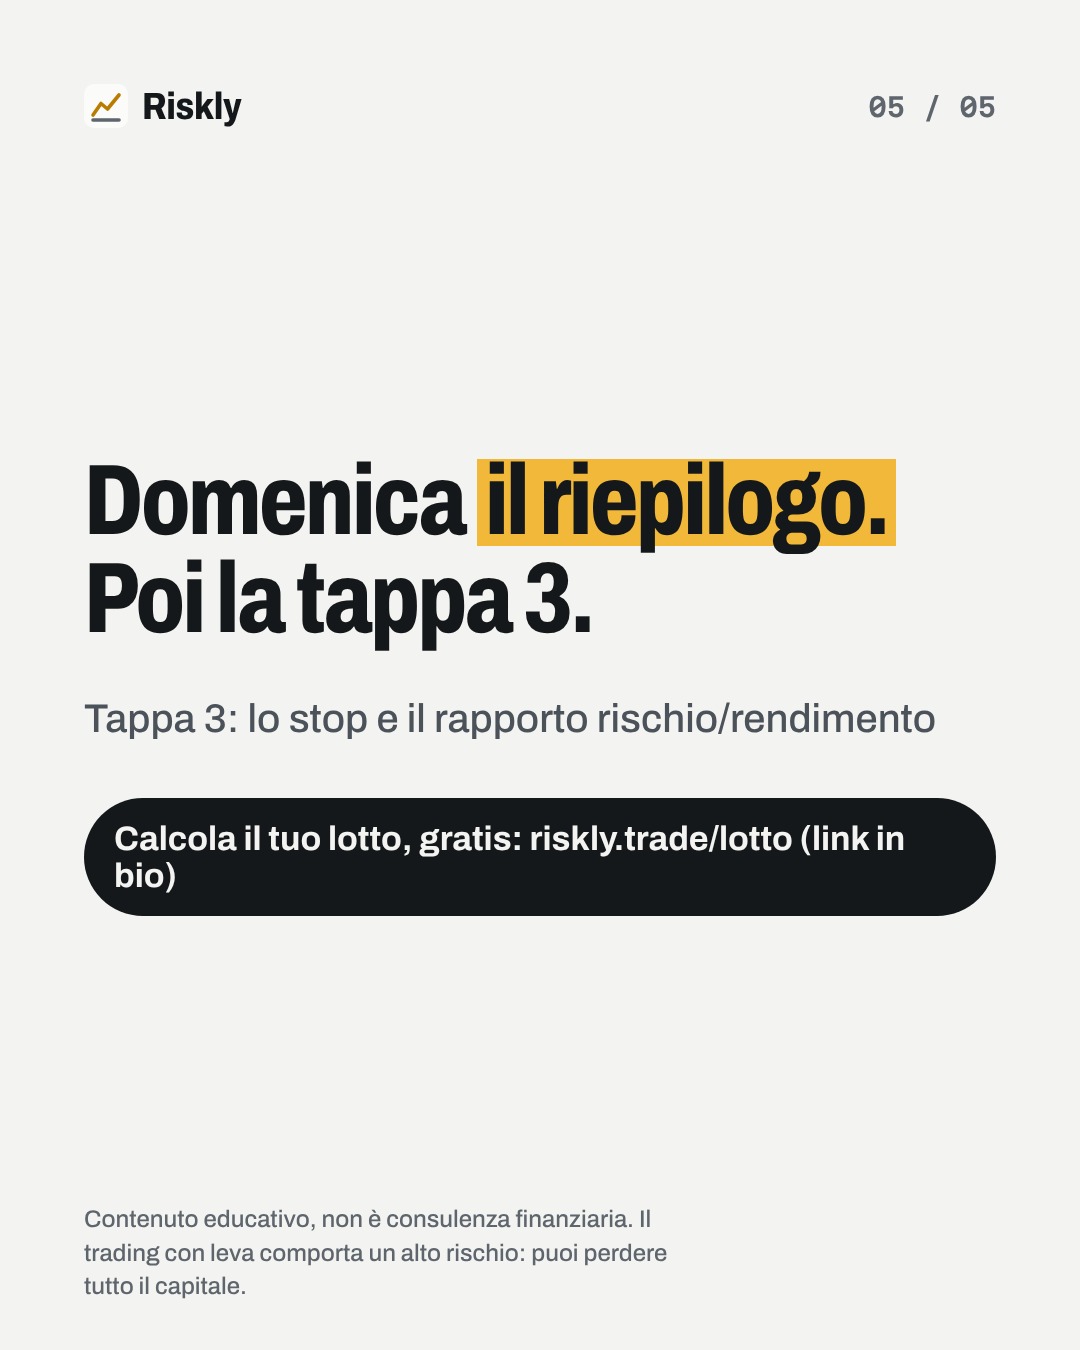 Riskly
05 / 05
Domenica il riepilogo.
Poi la tappa 3.
Tappa 3: lo stop e il rapporto rischio/rendimento
Calcola il tuo lotto, gratis: riskly.trade/lotto (link in
bio)
Contenuto educativo, non è consulenza finanziaria. Il
trading con leva comporta un alto rischio: puoi perdere
tutto il capitale.